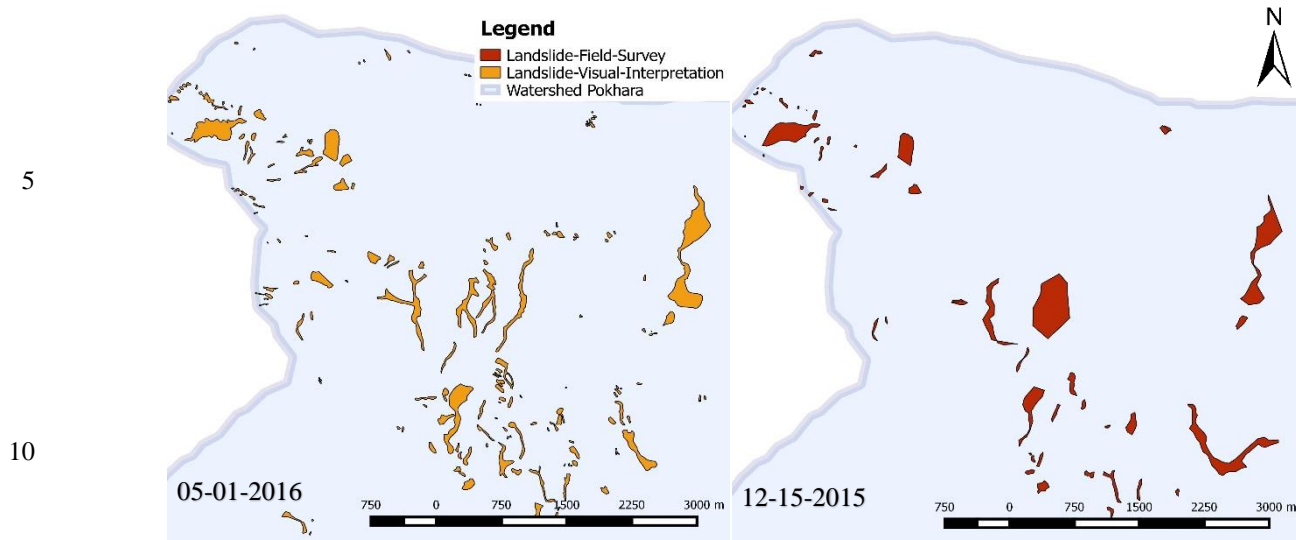 Legend
Landslide-Field-Survey
Landslide-Visual-Interpretation
Watershed Pokhara
N
5
10
05-01-2016
750 0 750 1500 2250 3000 m
12-15-2015
750 0 750 1500 2250 3000 m